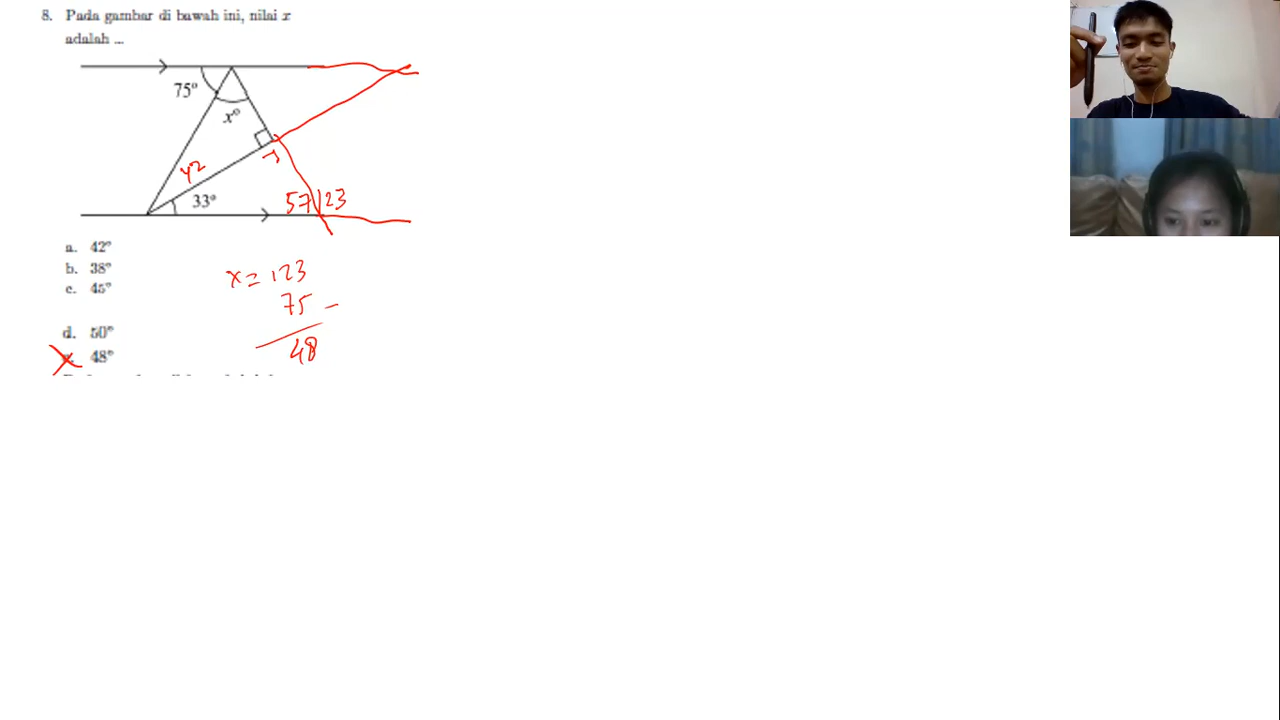 8. Pada gambar di bawah ini, nilai x
adalah ...
75°
x°
42
33°
57
123
a. 42°
b. 38°
c. 45°
d. 50°
48°
x = 123
75 -
48